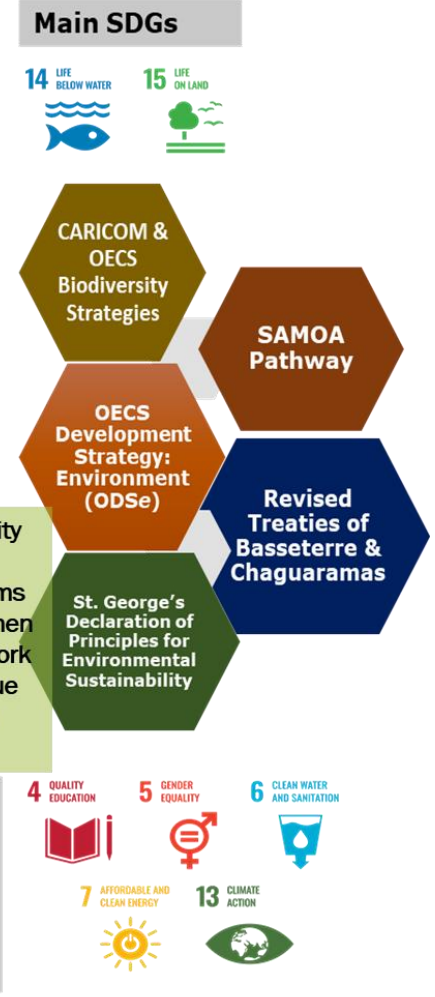 Main SDGs
14 LIFE
BELOW WATER
15 LIFE
ON LAND
CARICOM &
OECS
Biodiversity
Strategies
SAMOA
Pathway
OECS
Development
Strategy:
Environment
(ODSe)
Revised
Treaties of
Basseterre &
Chaguaramas
St. George's
Declaration of
Principles for
Environmental
Sustainability
4 QUALITY
EDUCATION
5 GENDER
EQUALITY
6 CLEAN WATER
AND SANITATION
7 AFFORDABLE AND
CLEAN ENERGY
13 CLIMATE
ACTION